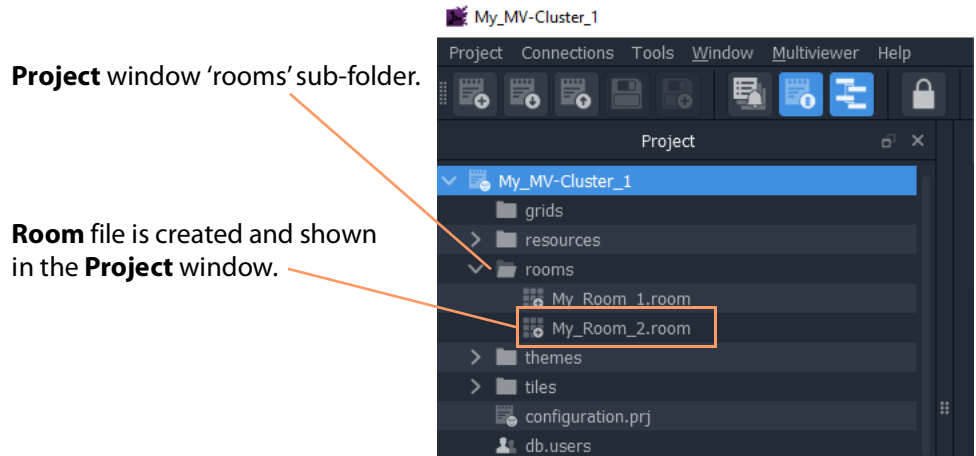 My_MV-Cluster_1
Project Connections Tools Window Multiviewer Help
Project window ‘rooms’ sub-folder.
Project
My_MV-Cluster_1
grids
Room file is created and shown
in the Project window.
resources
rooms
My_Room_1.room
My_Room_2.room
themes
tiles
configuration.prj
db.users